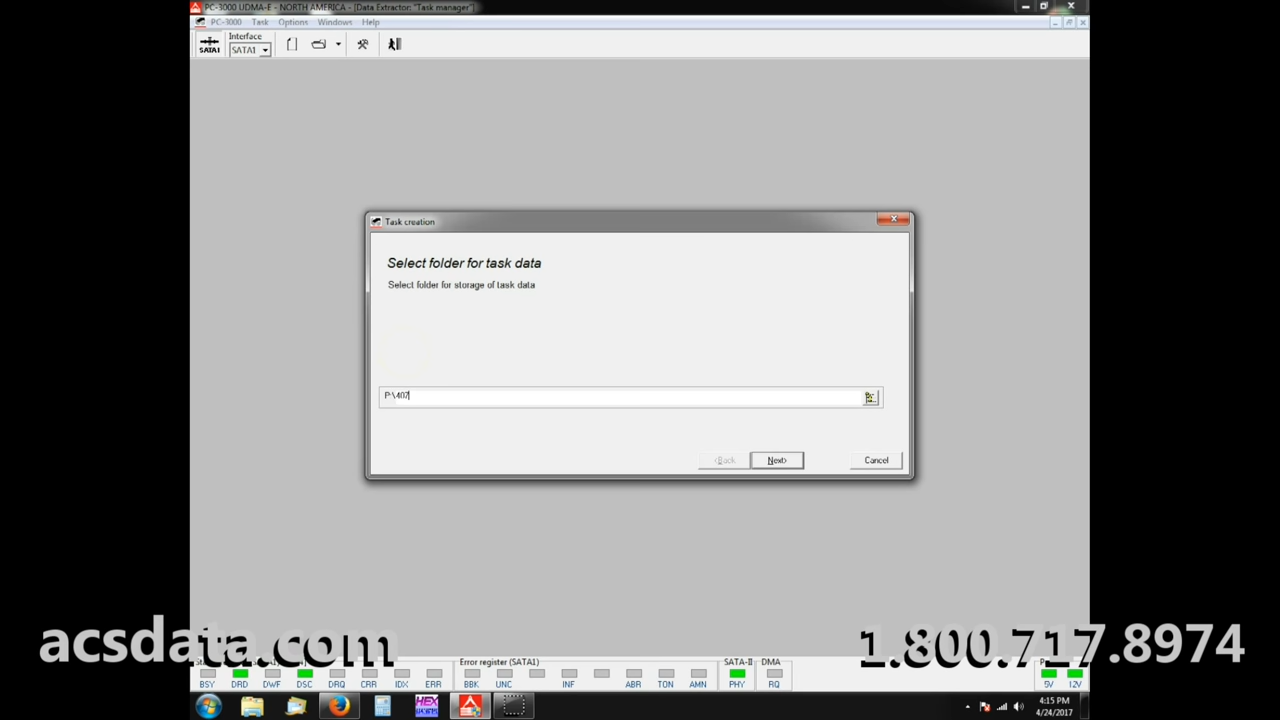 PC-3000 UDMA-E - NORTH AMERICA - [Data Extractor: "Task manager"]
PC-3000 Task Options Windows Help
Interface
SATA1 SATA1
Task creation
Select folder for task data
Select folder for storage of task data
P:\407
<Back Next> Cancel
acsdata.com 1.800.717.8974
Error register (SATA1) SATA-II DMA
BSY DRD DWF DSC DRQ CRR IDX ERR BBK UNC INF ABR TON AMN PHY RQ 5V 12V
HEX
4:15 PM
4/24/2017